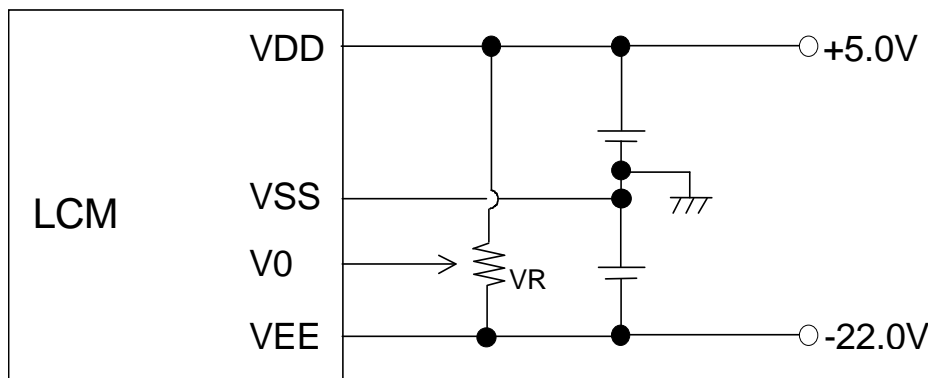 VDD
+5.0V
VSS
LCM
V0
VR
VEE
-22.0V